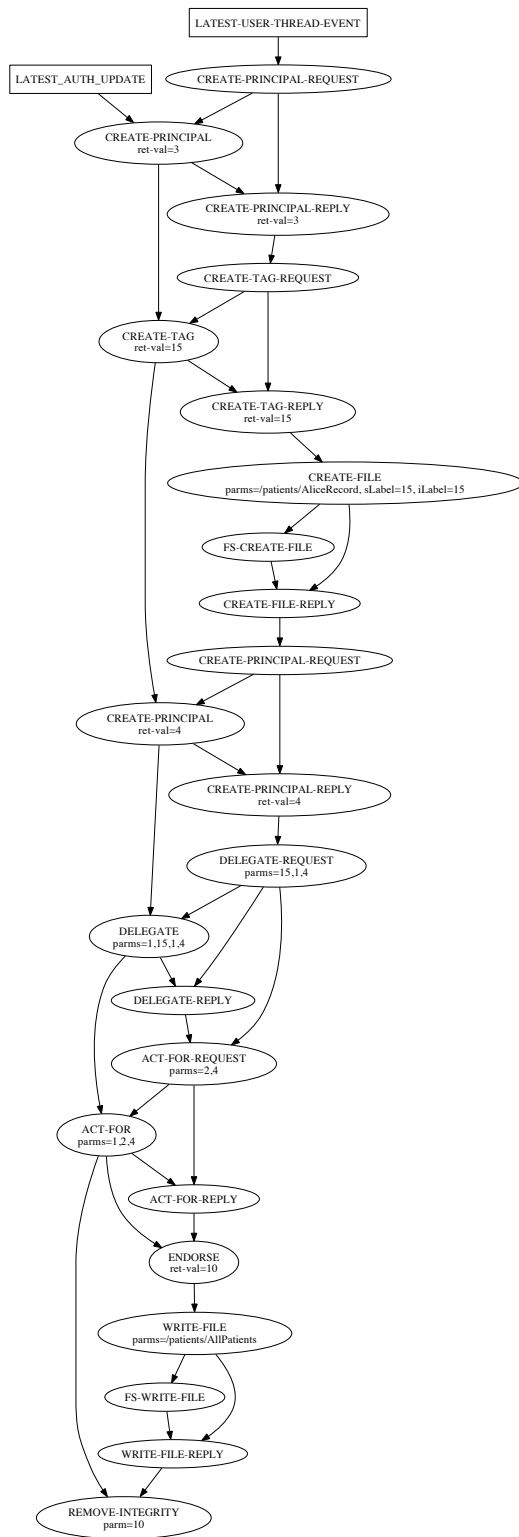 LATEST-USER-THREAD-EVENT
LATEST_AUTH_UPDATE
CREATE-PRINCIPAL-REQUEST
CREATE-PRINCIPAL
ret-val=3
CREATE-PRINCIPAL-REPLY
ret-val=3
CREATE-TAG-REQUEST
CREATE-TAG
ret-val=15
CREATE-TAG-REPLY
ret-val=15
CREATE-FILE
parms=/patients/AliceRecord, sLabel=15, iLabel=15
FS-CREATE-FILE
CREATE-FILE-REPLY
CREATE-PRINCIPAL-REQUEST
CREATE-PRINCIPAL
ret-val=4
CREATE-PRINCIPAL-REPLY
ret-val=4
DELEGATE-REQUEST
parms=15,1,4
DELEGATE
parms=1,15,1,4
DELEGATE-REPLY
ACT-FOR-REQUEST
parms=2,4
ACT-FOR
parms=1,2,4
ACT-FOR-REPLY
ENDORSE
ret-val=10
WRITE-FILE
parms=/patients/AllPatients
FS-WRITE-FILE
WRITE-FILE-REPLY
REMOVE-INTEGRITY
parm=10